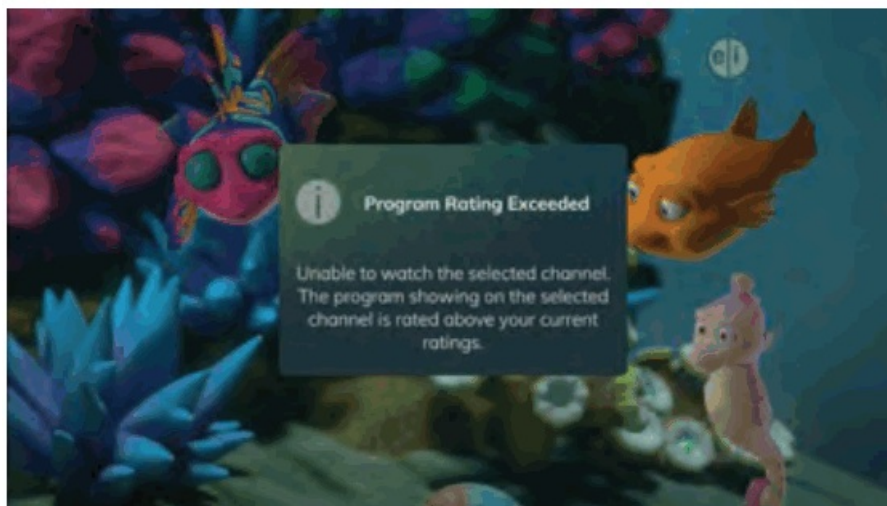 e|i
i
Program Rating Exceeded
Unable to watch the selected channel.
The program showing on the selected
channel is rated above your current
ratings.